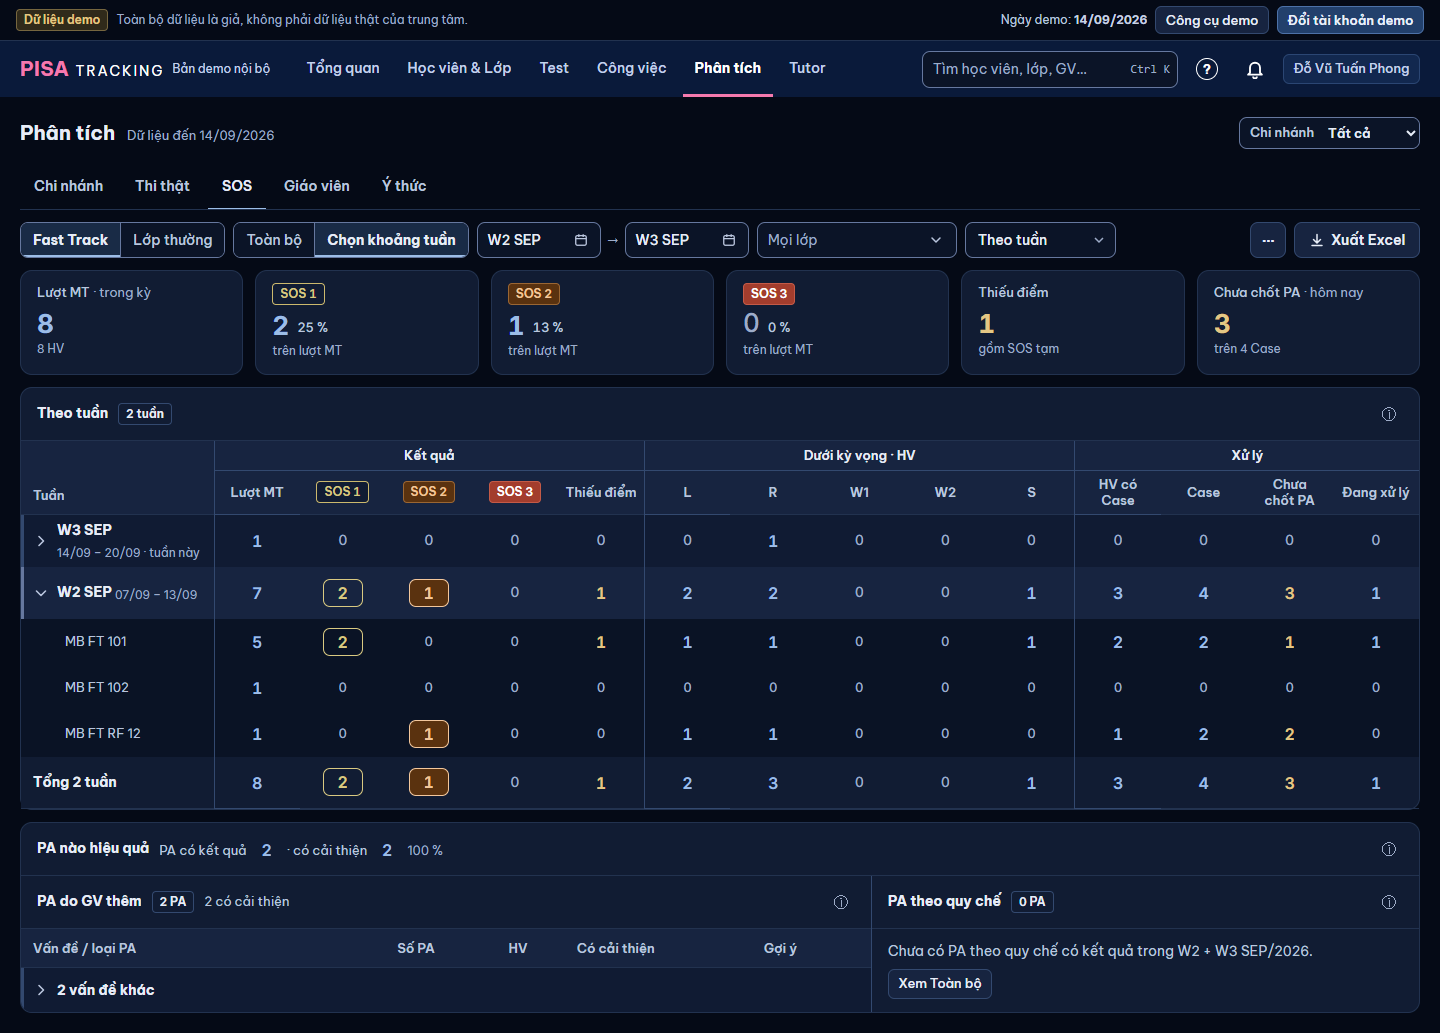 Dữ liệu demo Toàn bộ dữ liệu là giả, không phải dữ liệu thật của trung tâm. Ngày demo: 14/09/2026 Công cụ demo Đổi tài khoản demo
PISA TRACKING Bản demo nội bộ Tổng quan Học viên & Lớp Test Công việc Phân tích Tutor Tìm học viên, lớp, GV... Ctrl K ? Đỗ Vũ Tuấn Phong
Phân tích Dữ liệu đến 14/09/2026 Chi nhánh Tất cả
Chi nhánh Thi thật SOS Giáo viên Ý thức
Fast Track Lớp thường Toàn bộ Chọn khoảng tuần W2 SEP → W3 SEP Mọi lớp Theo tuần ... Xuất Excel
Lượt MT · trong kỳ SOS 1 SOS 2 SOS 3 Thiếu điểm Chưa chốt PA · hôm nay
8 2 25 % 1 13 % 0 0 % 1 3
8 HV trên lượt MT trên lượt MT trên lượt MT gồm SOS tạm trên 4 Case
Theo tuần 2 tuần
Kết quả Dưới kỳ vọng · HV Xử lý
Tuần Lượt MT SOS 1 SOS 2 SOS 3 Thiếu điểm L R W1 W2 S HV có Case Case Chưa chốt PA Đang xử lý
W3 SEP
14/09 – 20/09 · tuần này 1 0 0 0 0 0 1 0 0 0 0 0 0 0
W2 SEP 07/09 – 13/09 7 2 1 0 1 2 2 0 0 1 3 4 3 1
MB FT 101 5 2 0 0 1 1 1 0 0 1 2 2 1 1
MB FT 102 1 0 0 0 0 0 0 0 0 0 0 0 0 0
MB FT RF 12 1 0 1 0 0 1 1 0 0 0 1 2 2 0
Tổng 2 tuần 8 2 1 0 1 2 3 0 0 1 3 4 3 1
PA nào hiệu quả PA có kết quả 2 · có cải thiện 2 100 %
PA do GV thêm 2 PA 2 có cải thiện PA theo quy chế 0 PA
Vấn đề / loại PA Số PA HV Có cải thiện Gợi ý Chưa có PA theo quy chế có kết quả trong W2 + W3 SEP/2026.
2 vấn đề khác Xem Toàn bộ